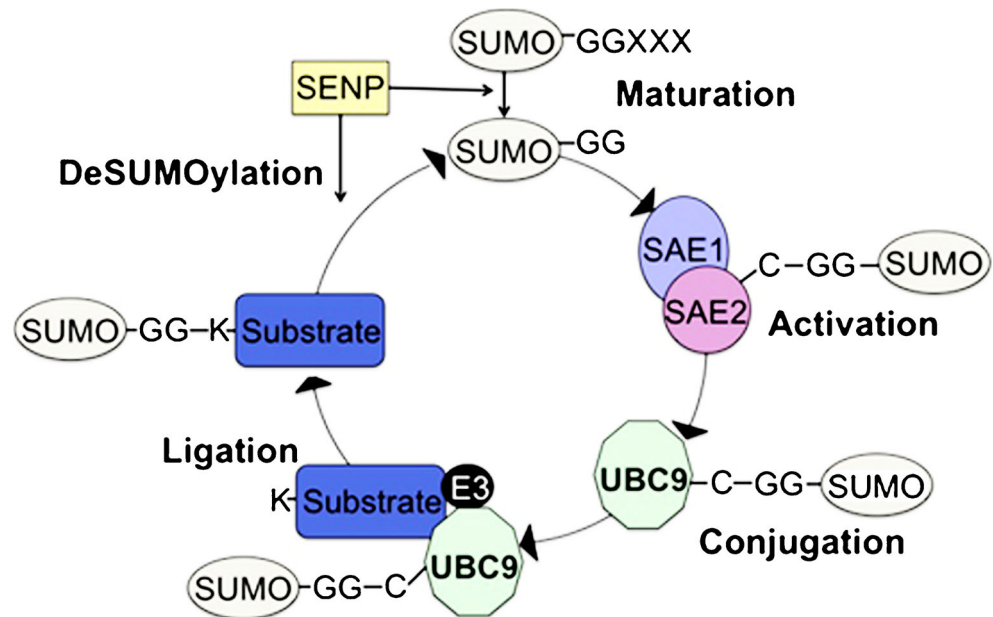 SUMO-GGXXX
SENP
Maturation
SUMO-GG
DeSUMOylation
SAE1
C-GG-SUMO
SAE2
Activation
SUMO-GG-K-Substrate
Ligation
UBC9-C-GG-SUMO
K-Substrate
E3
Conjugation
UBC9
SUMO-GG-C